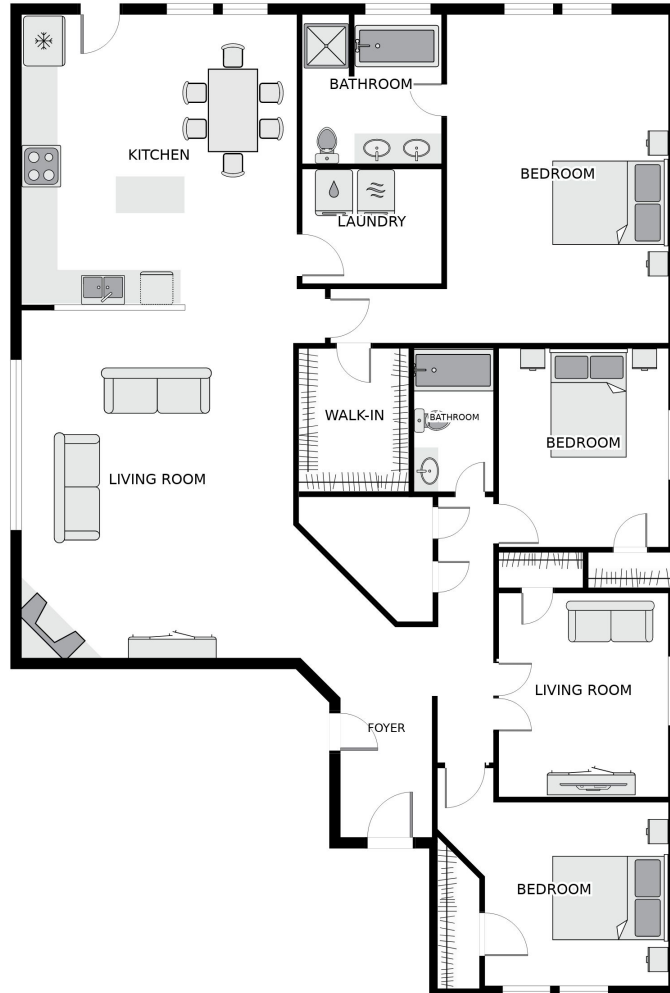 BATHROOM
KITCHEN
BEDROOM
LAUNDRY
WALK-IN
BATHROOM
BEDROOM
LIVING ROOM
LIVING ROOM
FOYER
BEDROOM